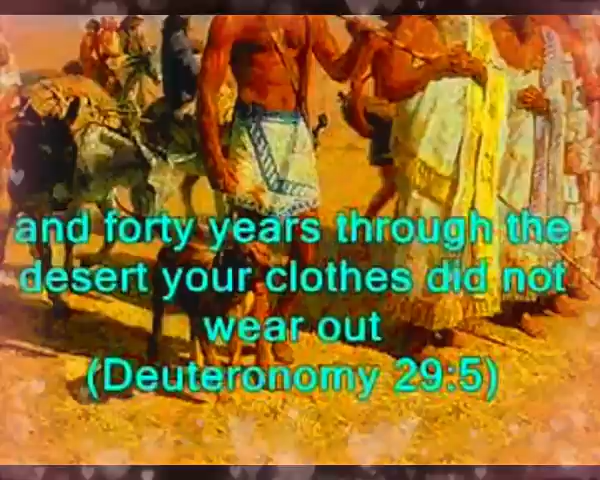 and forty years through the
desert your clothes did not
wear out
(Deuteronomy 29:5)